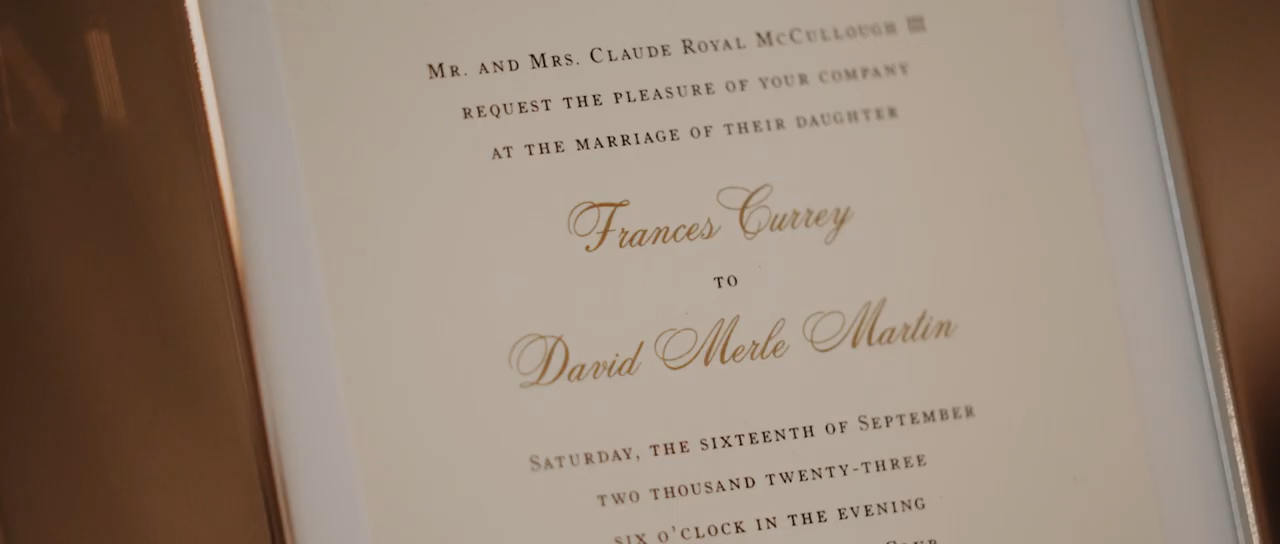 Mr. and Mrs. Claude Royal McCullough III
request the pleasure of your company
at the marriage of their daughter
Frances Currey
to
David Merle Martin
Saturday, the sixteenth of September
two thousand twenty-three
six o'clock in the evening